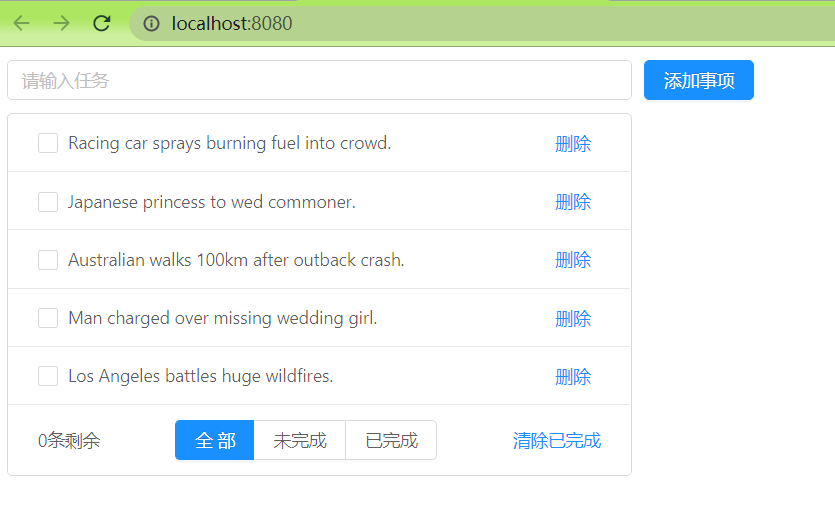 localhost:8080
请输入任务 添加事项
Racing car sprays burning fuel into crowd. 删除
Japanese princess to wed commoner. 删除
Australian walks 100km after outback crash. 删除
Man charged over missing wedding girl. 删除
Los Angeles battles huge wildfires. 删除
0条剩余 全 部 未完成 已完成 清除已完成